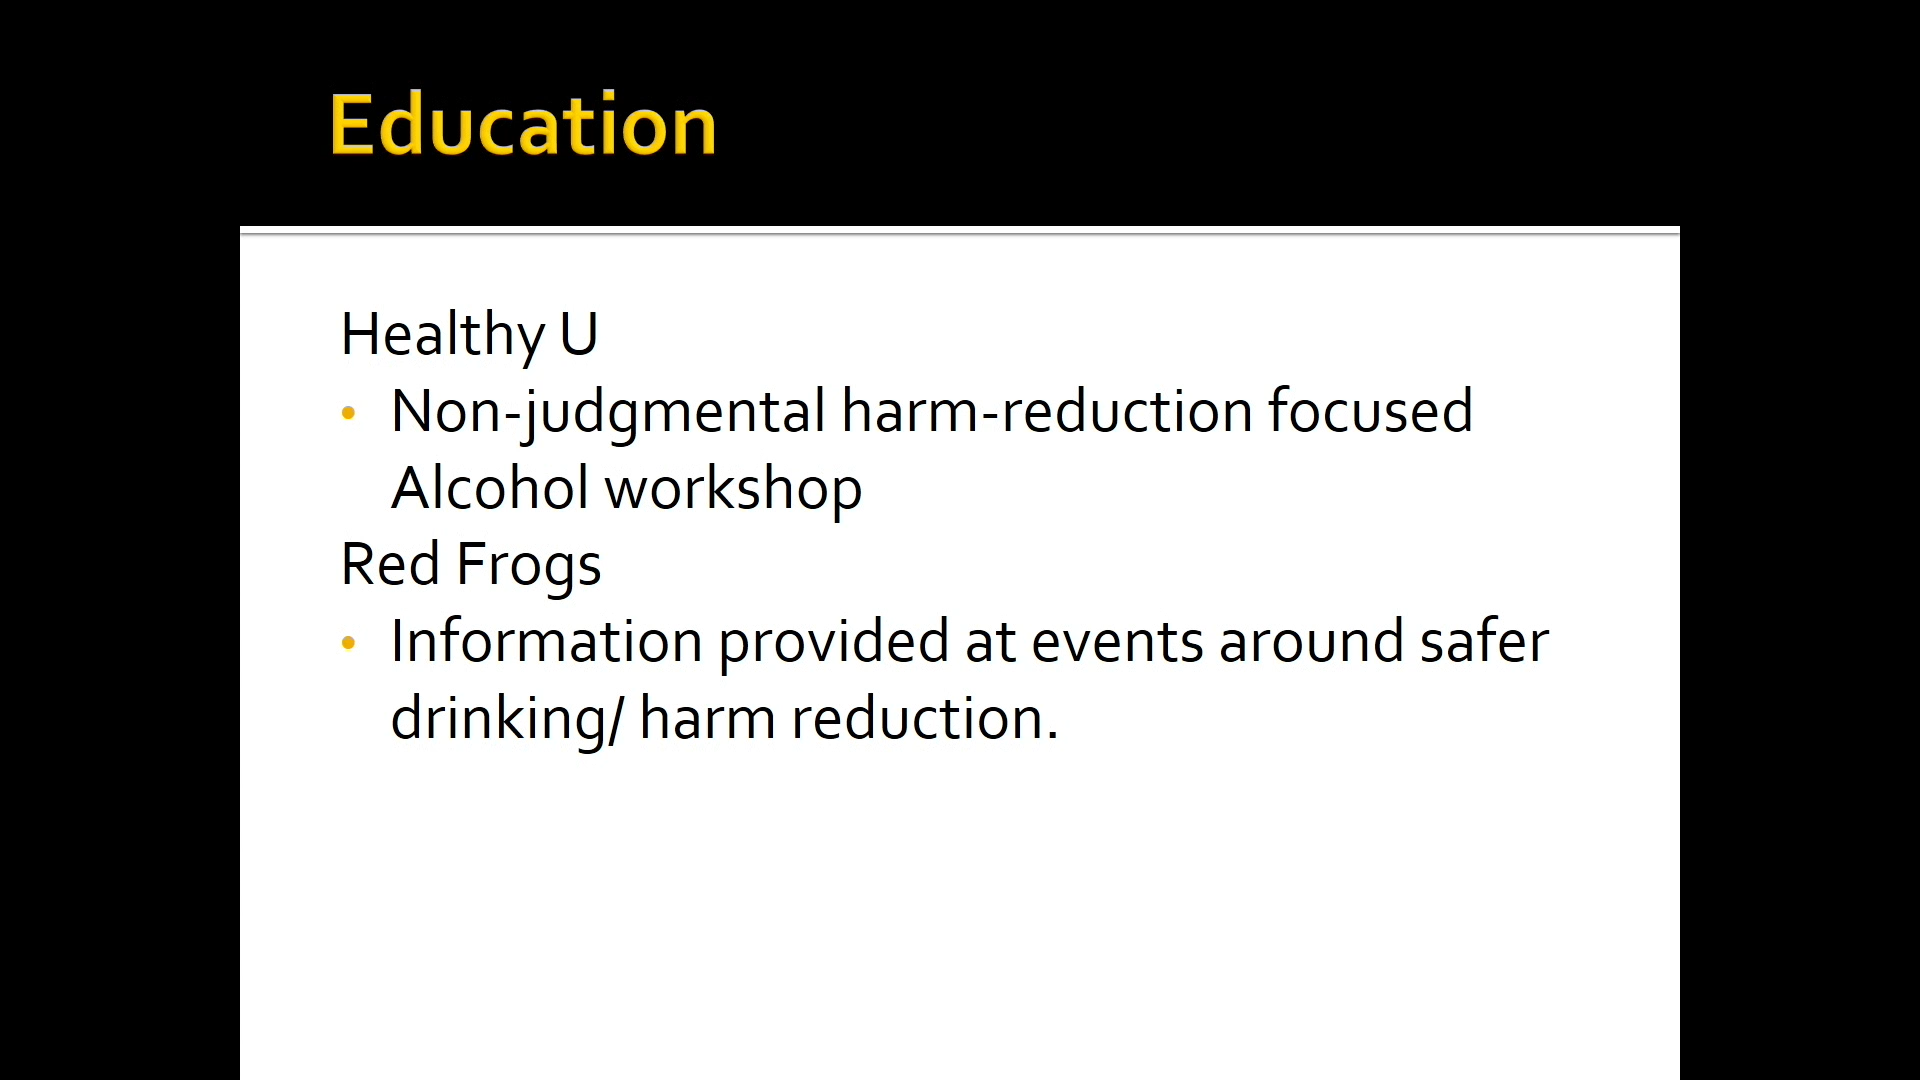 Education
Healthy U
• Non-judgmental harm-reduction focused
Alcohol workshop
Red Frogs
• Information provided at events around safer
drinking/ harm reduction.